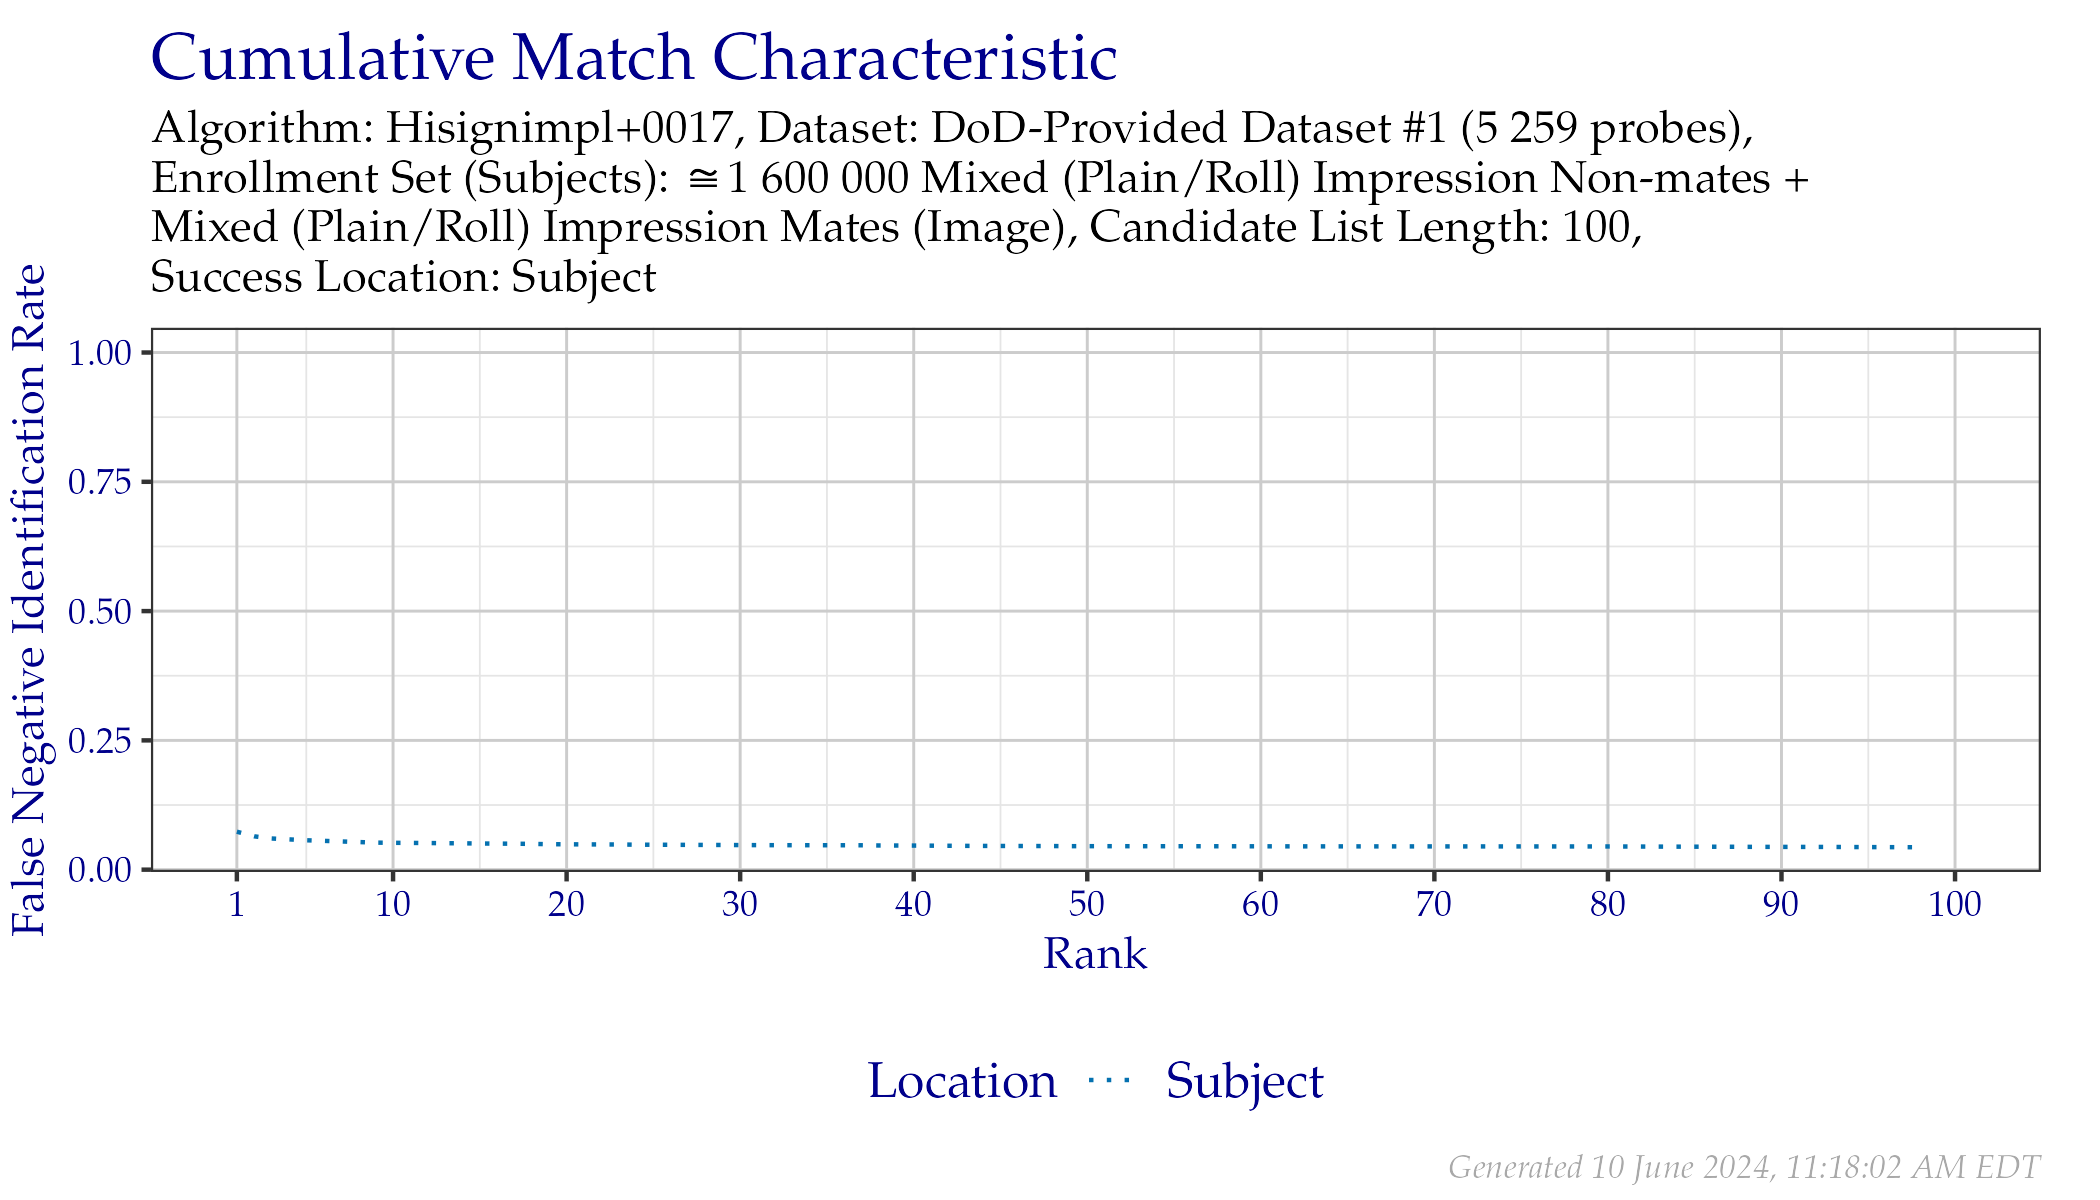 Cumulative Match Characteristic
Algorithm: Hisignimpl+0017, Dataset: DoD-Provided Dataset #1 (5 259 probes),
Enrollment Set (Subjects): ≅ 1 600 000 Mixed (Plain/Roll) Impression Non-mates +
Mixed (Plain/Roll) Impression Mates (Image), Candidate List Length: 100,
Success Location: Subject
False Negative Identification Rate
1.00
0.75
0.50
0.25
0.00
1 10 20 30 40 50 60 70 80 90 100
Rank
Location Subject
Generated 10 June 2024, 11:18:02 AM EDT